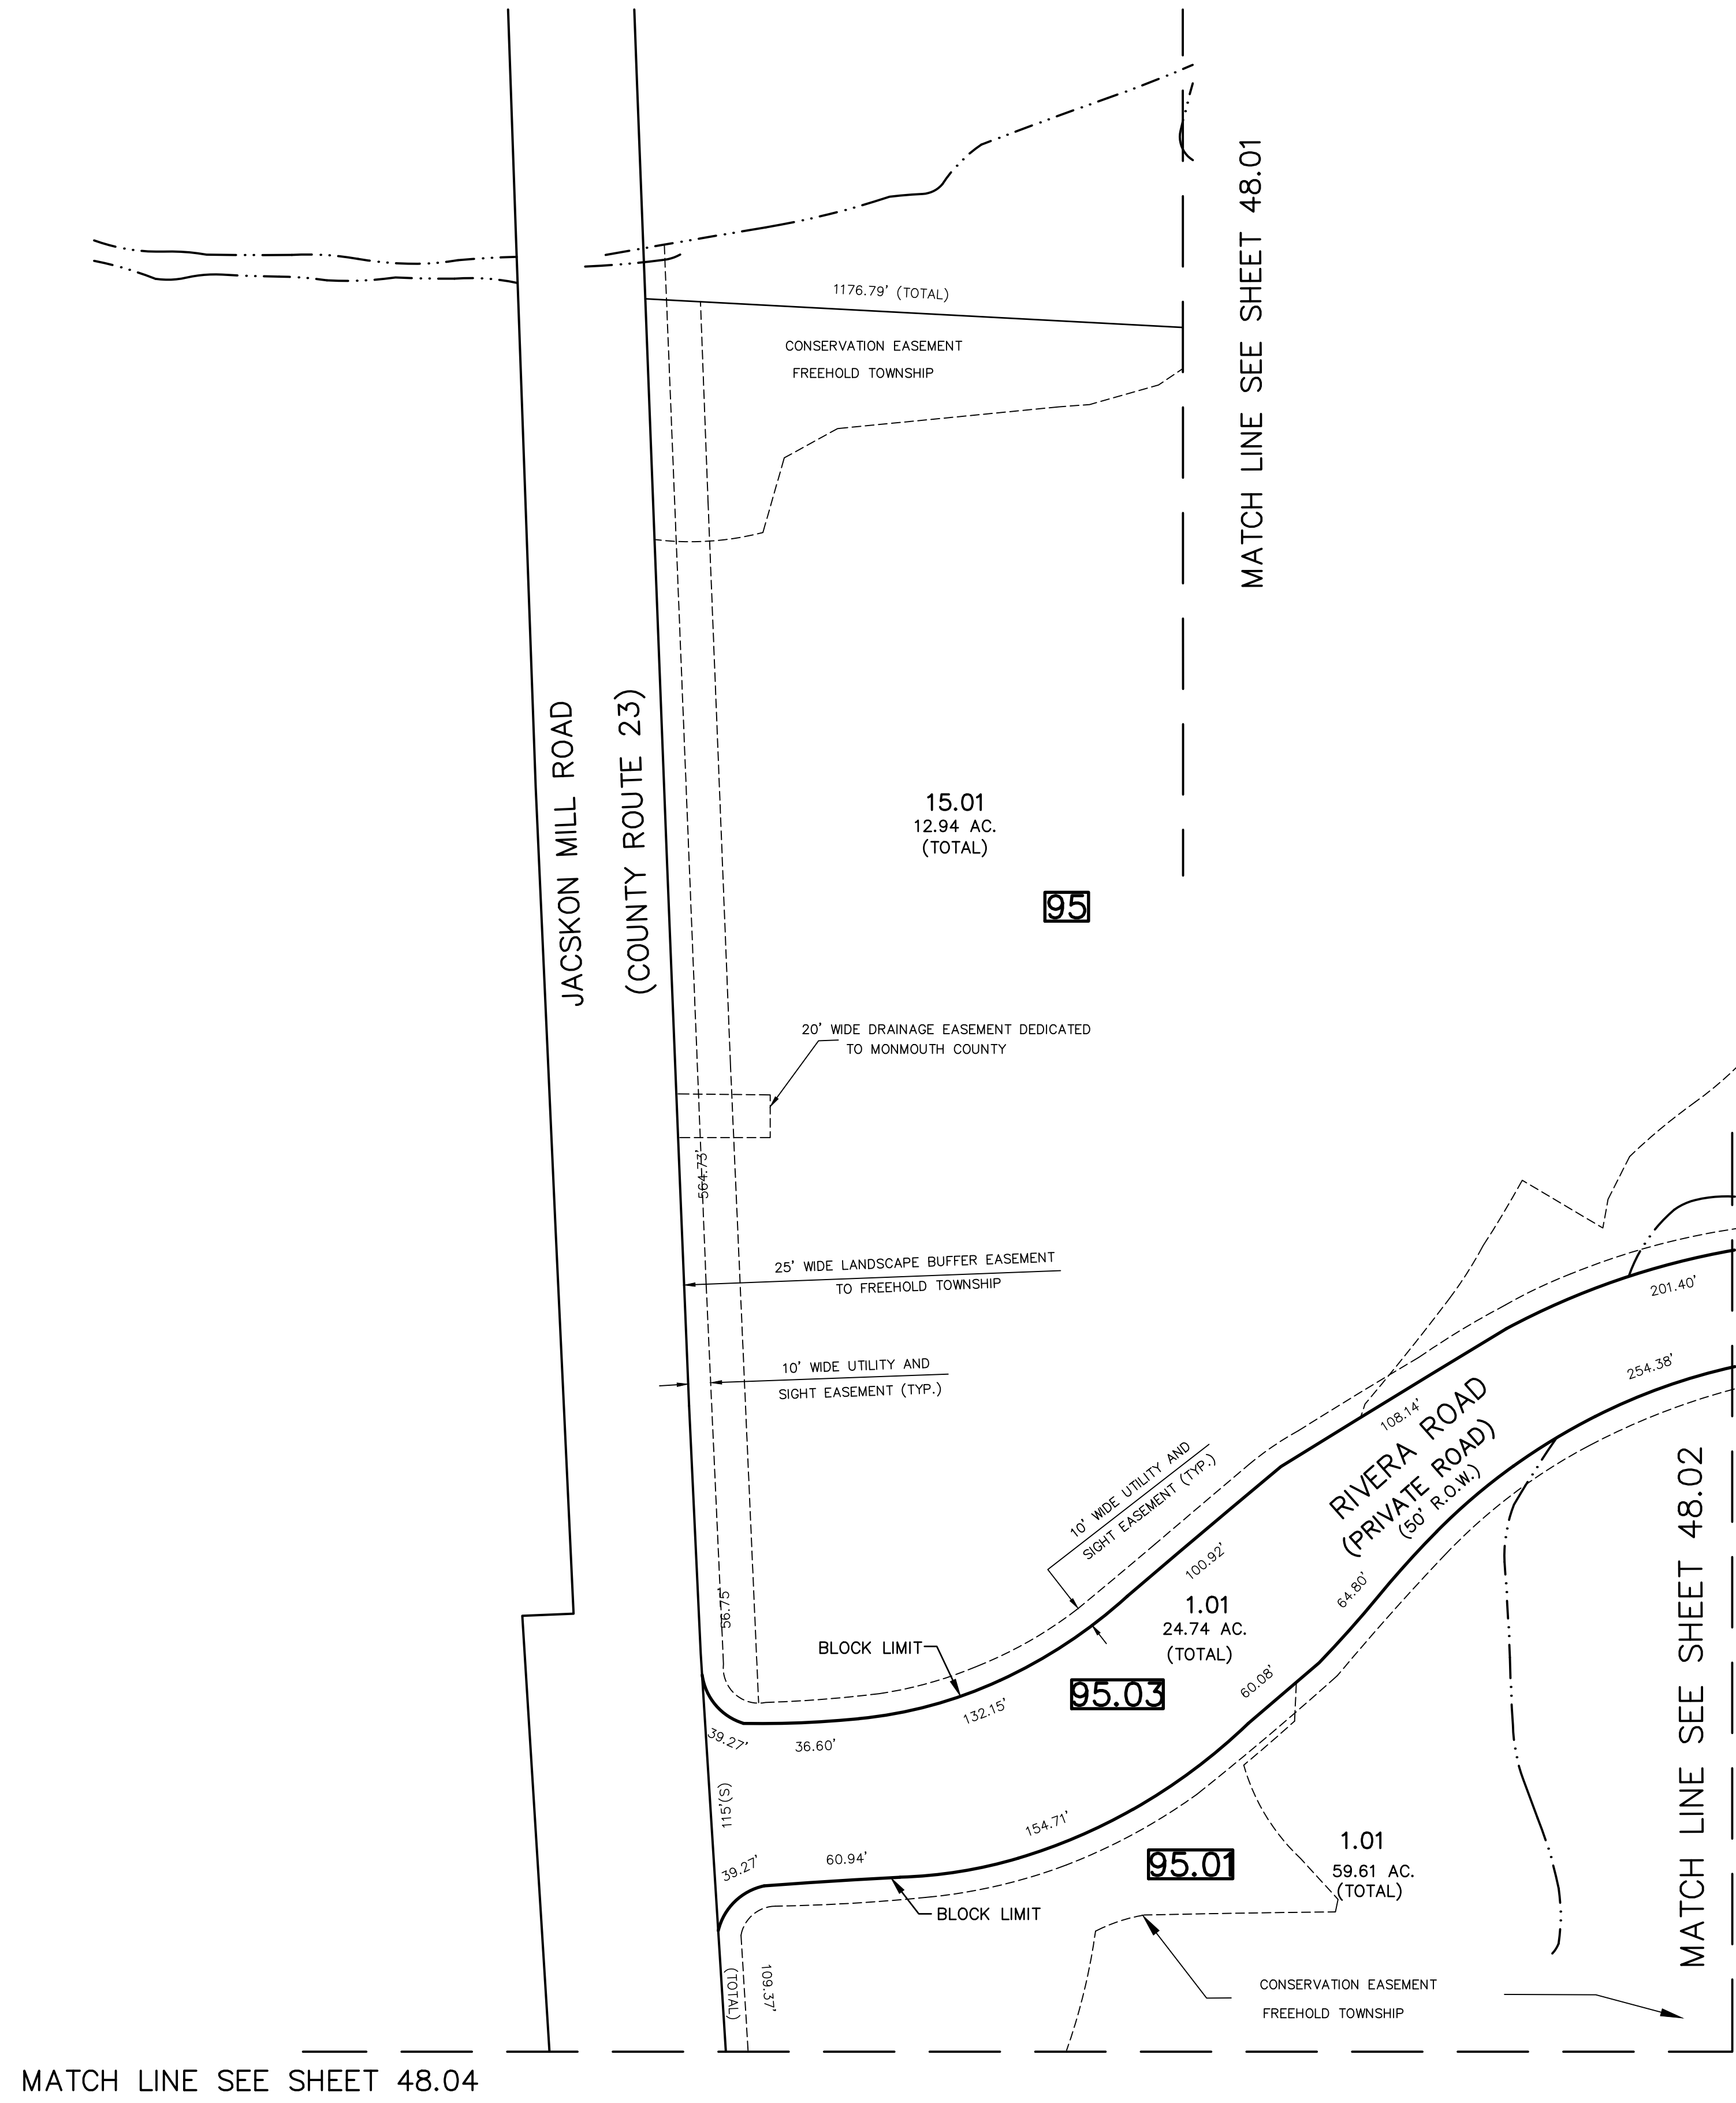 MATCH LINE SEE SHEET 48.01
1176.79' (TOTAL)
CONSERVATION EASEMENT
FREEHOLD TOWNSHIP
JACSKON MILL ROAD
(COUNTY ROUTE 23)
15.01
12.94 AC.
(TOTAL)
95
20' WIDE DRAINAGE EASEMENT DEDICATED
TO MONMOUTH COUNTY
564.73'
25' WIDE LANDSCAPE BUFFER EASEMENT
TO FREEHOLD TOWNSHIP
10' WIDE UTILITY AND
SIGHT EASEMENT (TYP.)
201.40'
254.38'
108.14'
RIVERA ROAD
(PRIVATE ROAD)
(50' R.O.W.)
10' WIDE UTILITY AND
SIGHT EASEMENT (TYP.)
100.92'
64.80'
56.75'
1.01
24.74 AC.
(TOTAL)
BLOCK LIMIT
95.03
60.08'
132.15'
39.27'
36.60'
115'(S)
154.71'
39.27'
60.94'
95.01
1.01
59.61 AC.
(TOTAL)
BLOCK LIMIT
109.37'
(TOTAL)
CONSERVATION EASEMENT
FREEHOLD TOWNSHIP
MATCH LINE SEE SHEET 48.02
MATCH LINE SEE SHEET 48.04